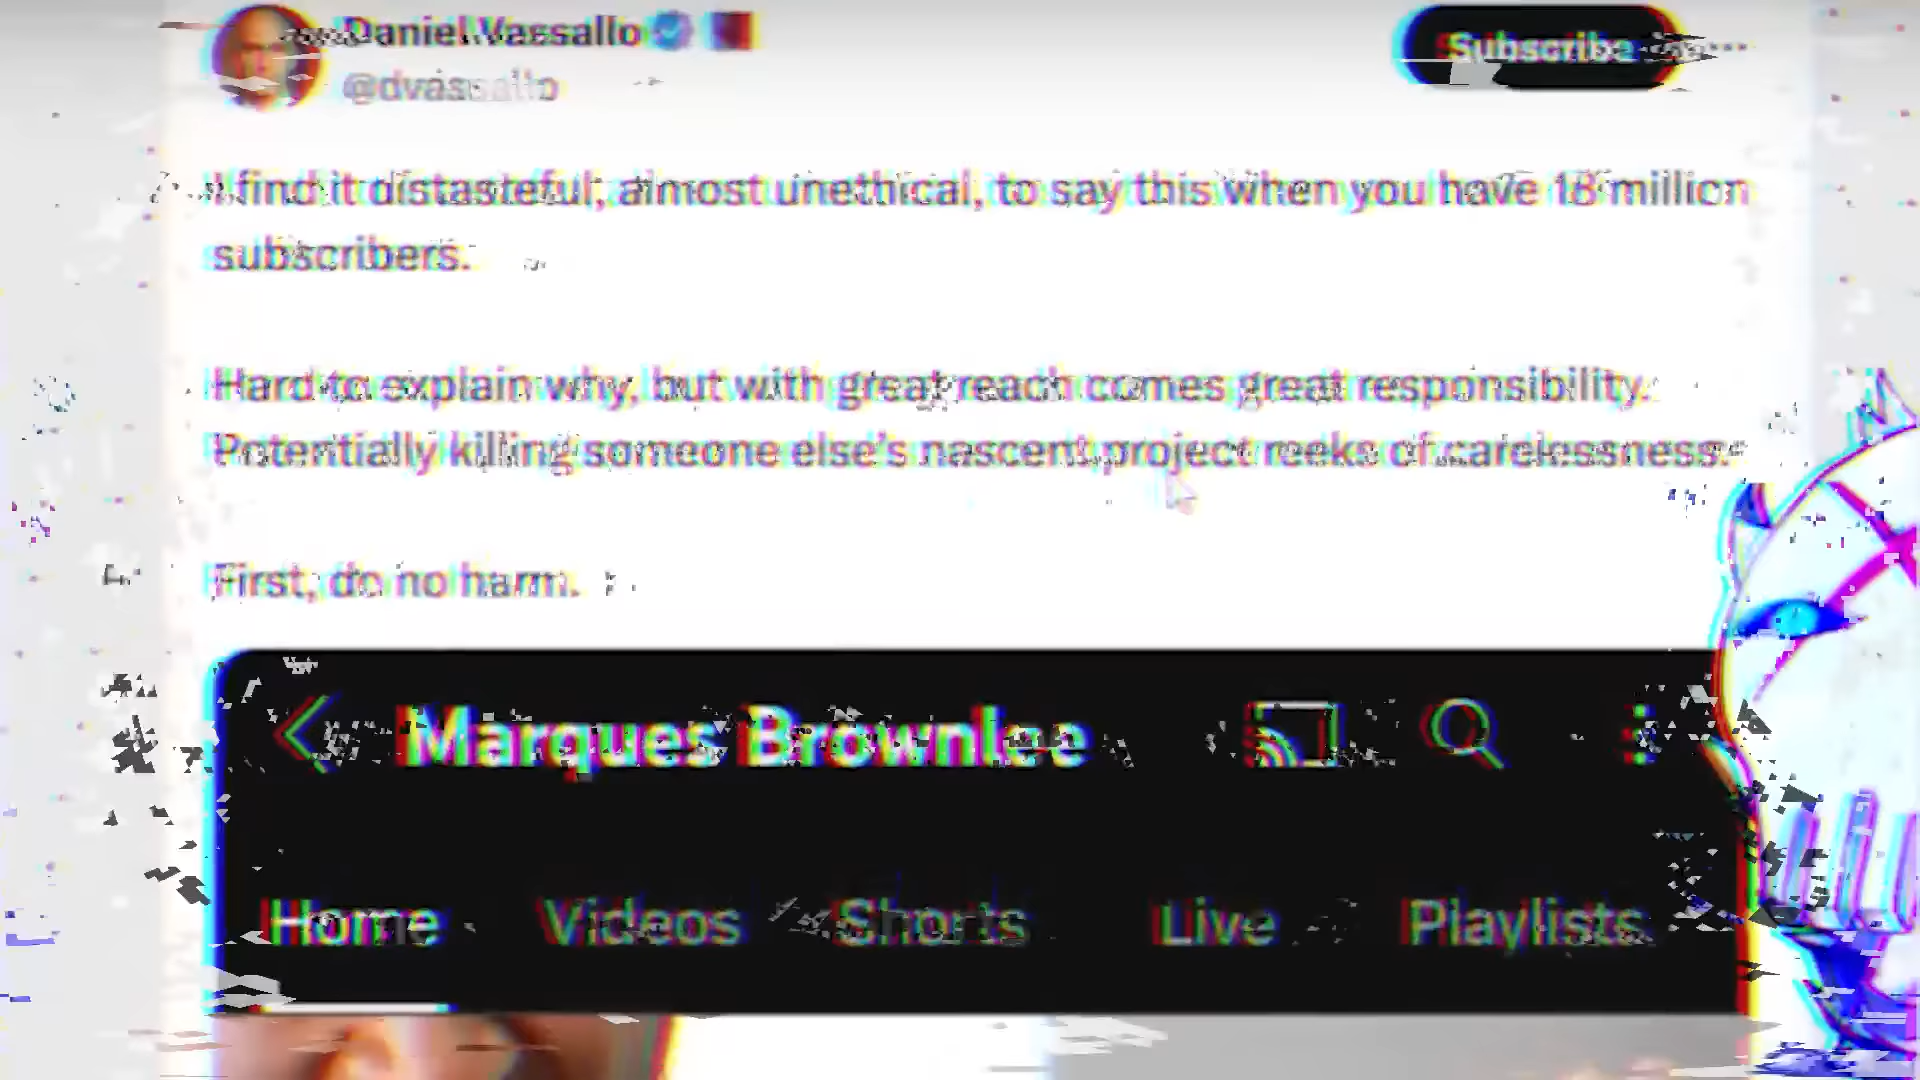 Daniel Vassallo
Subscribe
@dvassallo
I find it distasteful, almost unethical, to say this when you have 18 million
subscribers.
Hard to explain why, but with great reach comes great responsibility.
Potentially killing someone else's nascent project reeks of carelessness.
First, do no harm.
Marques Brownlee
Home Videos Shorts Live Playlists